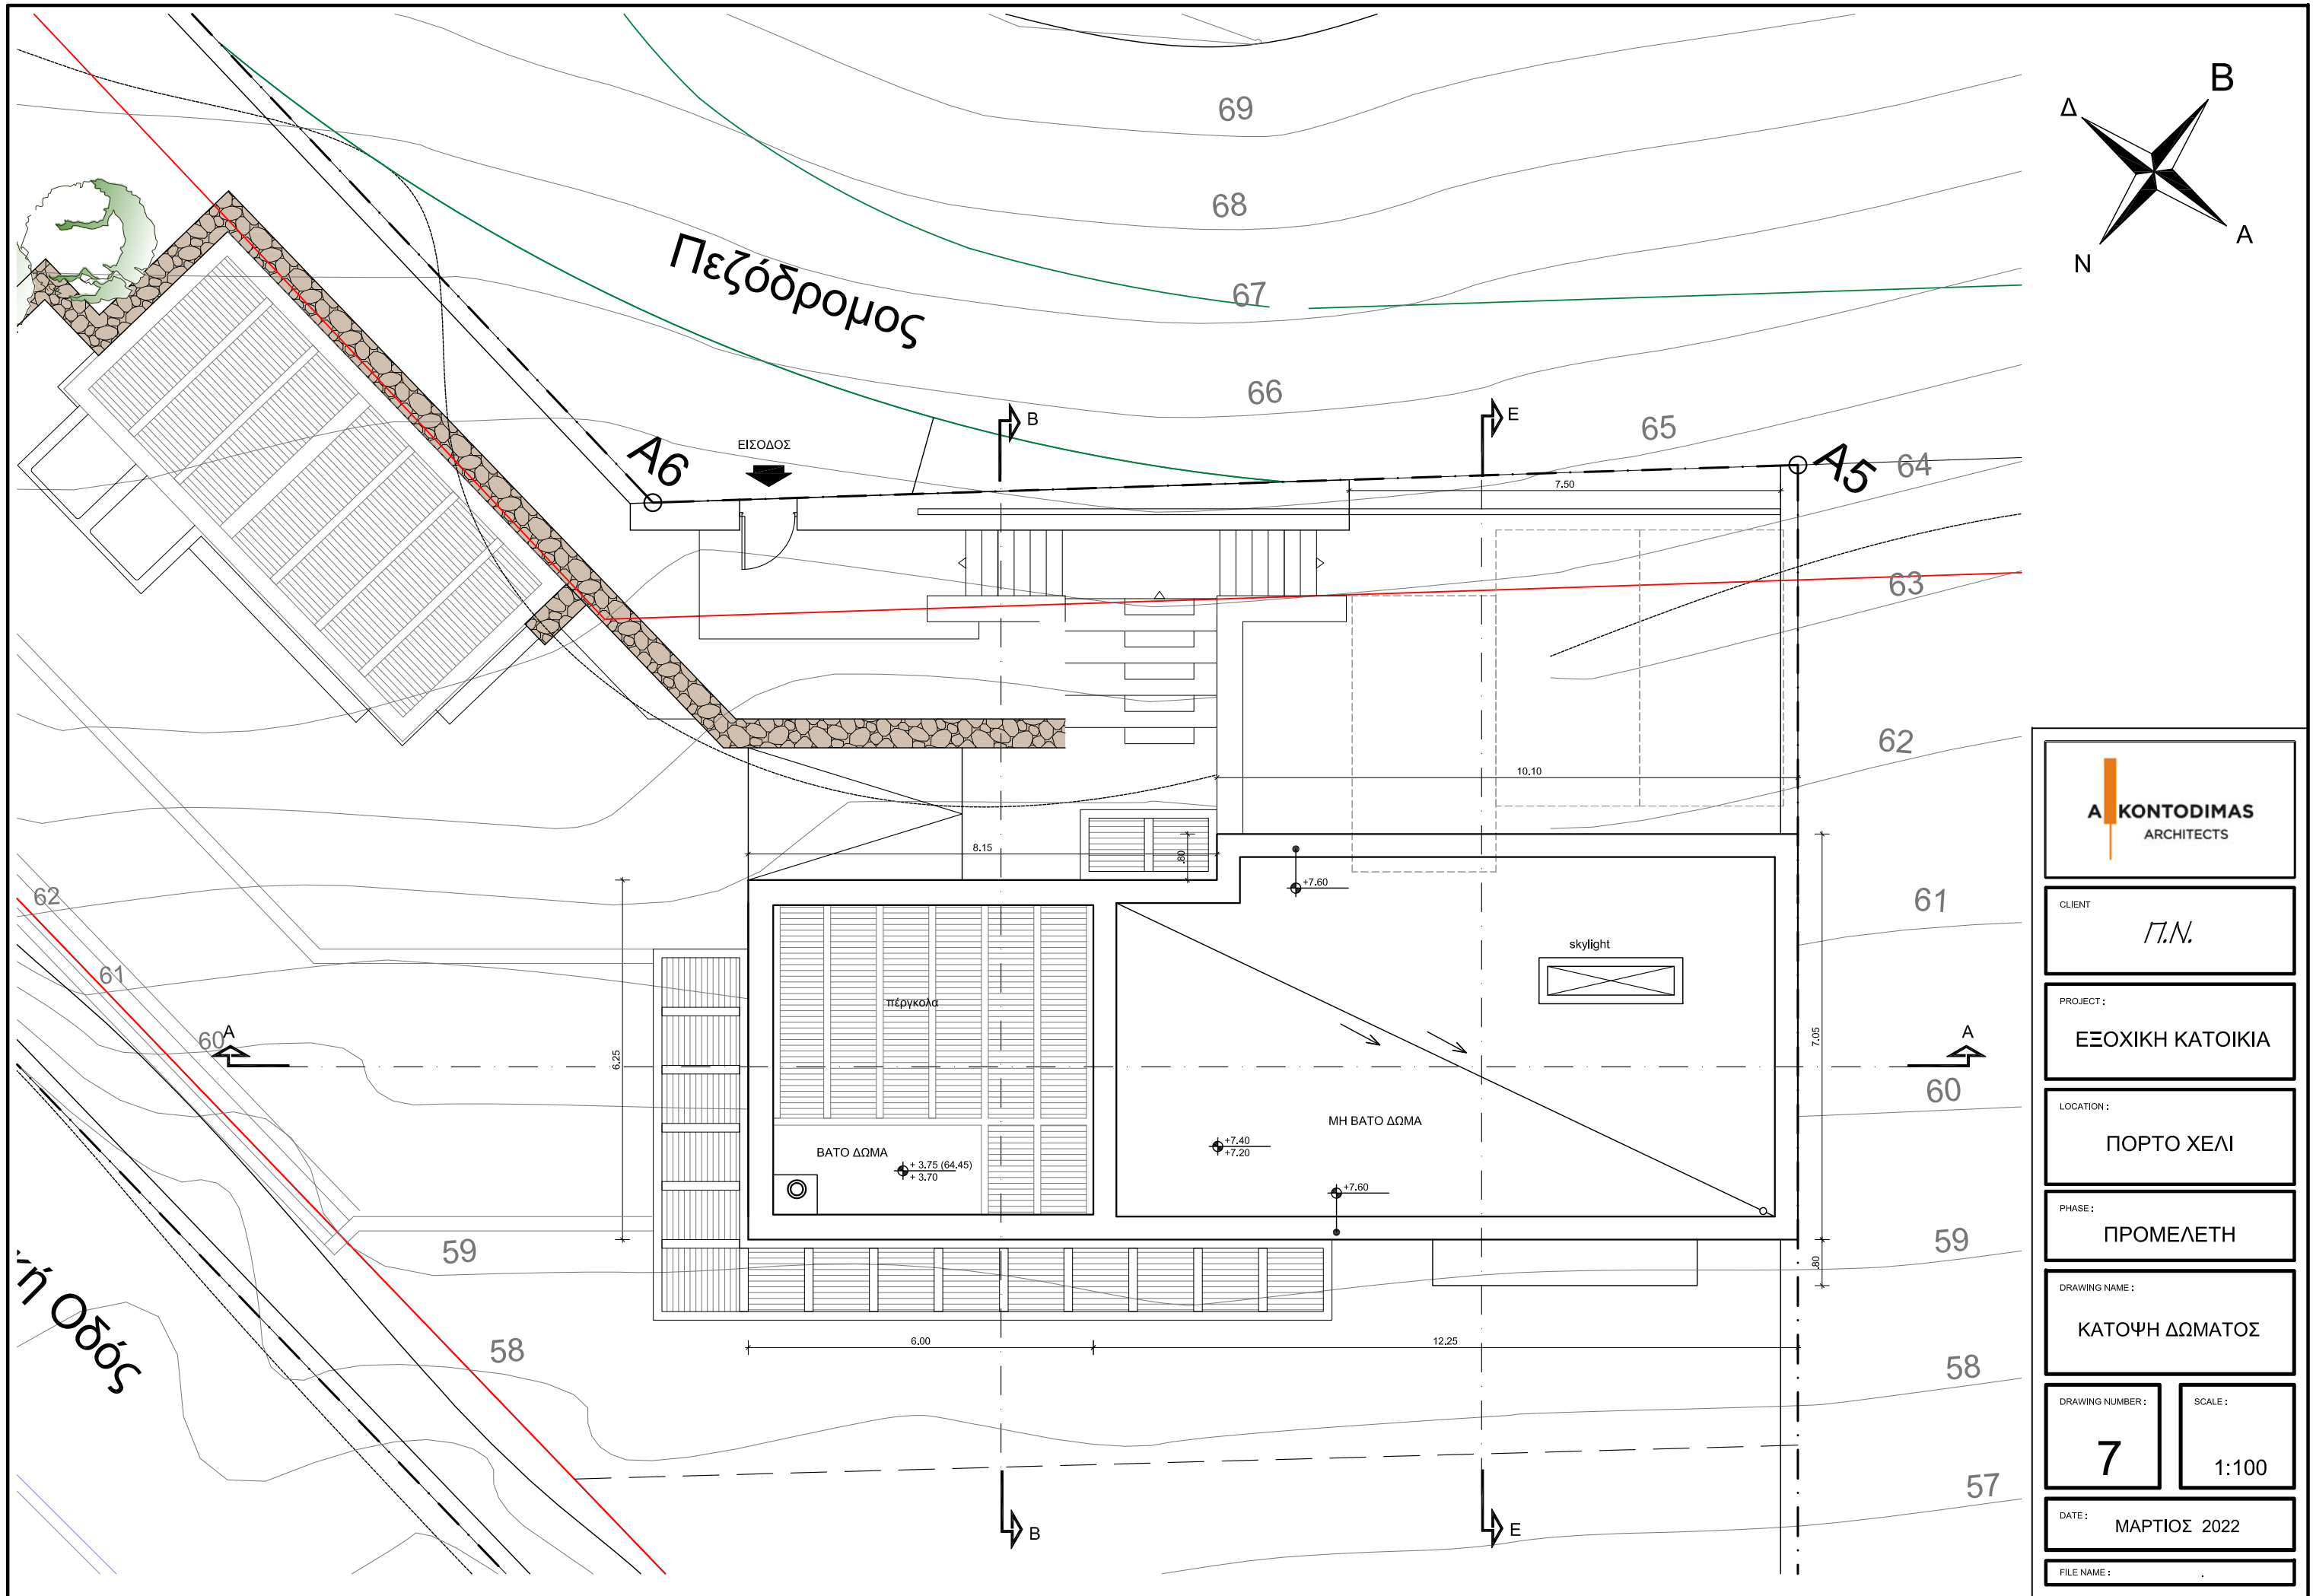 69
68
67
66
65
64
63
62
61
60
59
58
57
62
61
60
59
58
Πεζόδρομος
B
Δ
A
N
B
E
A6
ΕΙΣΟΔΟΣ
A5
7.50
10.10
8.15
.80
+7.60
skylight
πέργκολα
6.25
7.05
A
A
ΜΗ ΒΑΤΟ ΔΩΜΑ
ΒΑΤΟ ΔΩΜΑ
+ 3.75 (64.45)
+ 3.70
+7.40
+7.20
+7.60
.80
6.00
12.25
Οδός
B
E
A KONTODIMAS
ARCHITECTS
CLIENT
Π.Ν.
PROJECT :
ΕΞΟΧΙΚΗ ΚΑΤΟΙΚΙΑ
LOCATION :
ΠΟΡΤΟ ΧΕΛΙ
PHASE :
ΠΡΟΜΕΛΕΤΗ
DRAWING NAME :
ΚΑΤΟΨΗ ΔΩΜΑΤΟΣ
DRAWING NUMBER :
7
SCALE :
1:100
DATE : ΜΑΡΤΙΟΣ 2022
FILE NAME : .